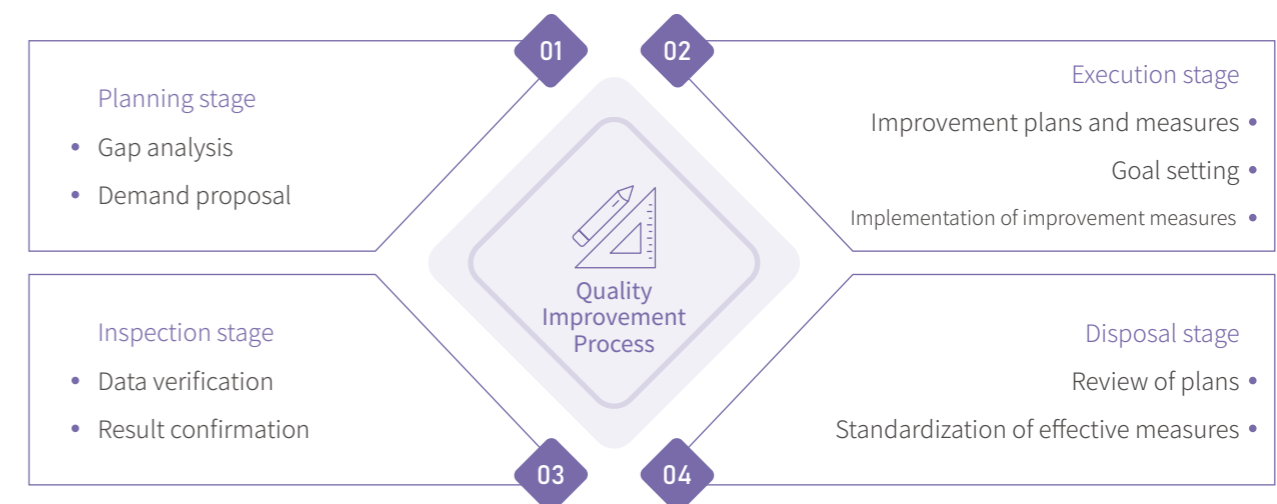 01
Planning stage
• Gap analysis
• Demand proposal
02
Execution stage
Improvement plans and measures •
Goal setting •
Implementation of improvement measures •
Quality
Improvement
Process
03
Inspection stage
• Data verification
• Result confirmation
04
Disposal stage
Review of plans •
Standardization of effective measures •